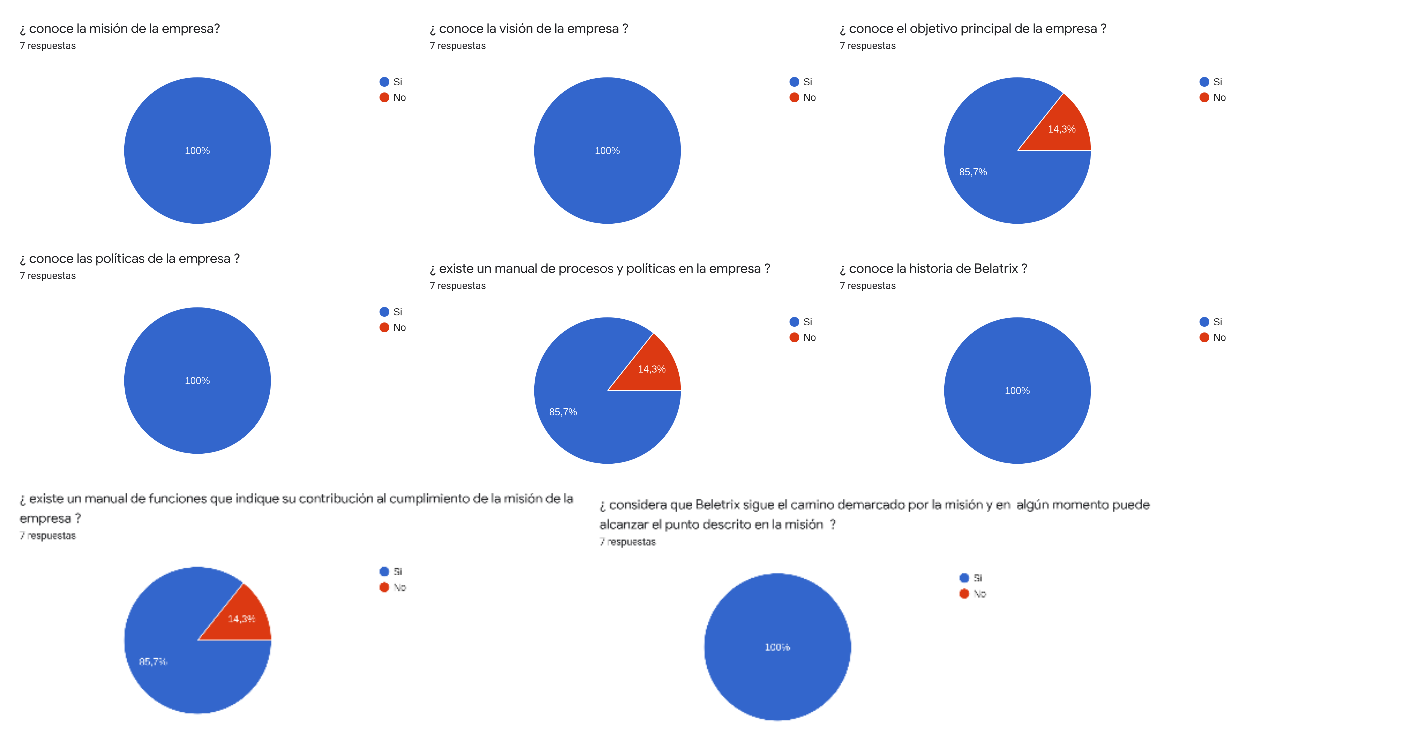 ¿ conoce la misión de la empresa?
7 respuestas
Si
No
100%
¿ conoce la visión de la empresa ?
7 respuestas
Si
No
100%
¿ conoce el objetivo principal de la empresa ?
7 respuestas
Si
No
14,3%
85,7%
¿ conoce las políticas de la empresa ?
7 respuestas
Si
No
100%
¿ existe un manual de procesos y políticas en la empresa ?
7 respuestas
Si
No
14,3%
85,7%
¿ conoce la historia de Belatrix ?
7 respuestas
Si
No
100%
¿ existe un manual de funciones que indique su contribución al cumplimiento de la misión de la
empresa ?
7 respuestas
Si
No
14,3%
85,7%
¿ considera que Beletrix sigue el camino demarcado por la misión y en algún momento puede
alcanzar el punto descrito en la misión ?
7 respuestas
Si
No
100%